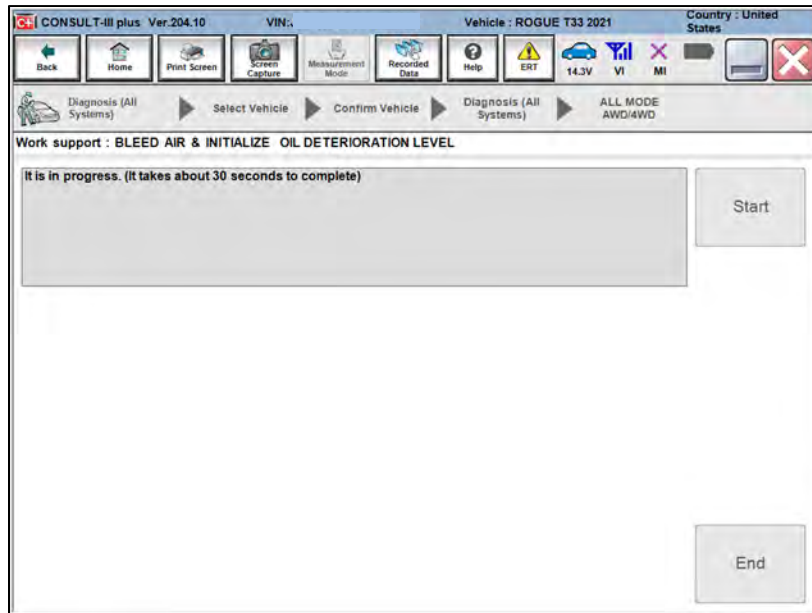 CONSULT-III plus Ver.204.10 VIN: Vehicle : ROGUE T33 2021 Country : United States
Back Home Print Screen Screen Capture Measurement Mode Recorded Data Help ERT 14.3V VI MI
Diagnosis (All Systems) Select Vehicle Confirm Vehicle Diagnosis (All Systems) ALL MODE AWD/4WD
Work support : BLEED AIR & INITIALIZE OIL DETERIORATION LEVEL
It is in progress. (It takes about 30 seconds to complete)
Start
End